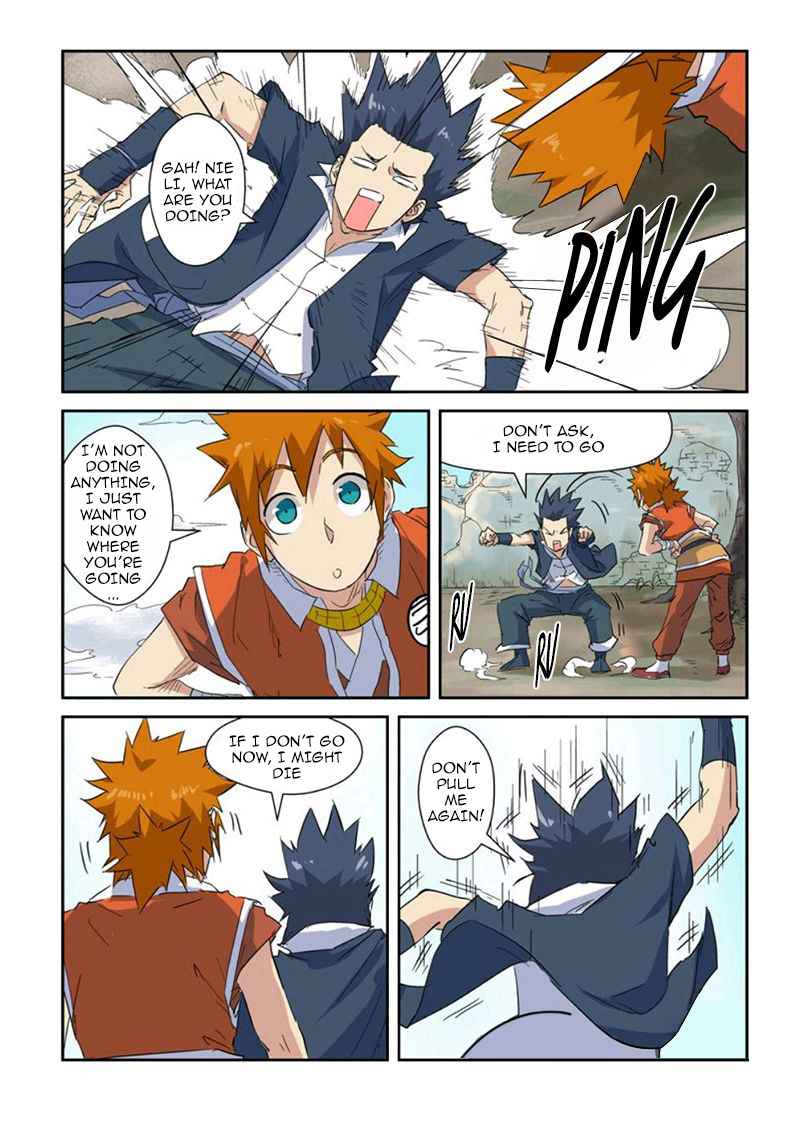 GAH! NIE
LI, WHAT
ARE YOU
DOING?
PING
I'M NOT
DOING
ANYTHING,
I JUST
WANT TO
KNOW
WHERE
YOU'RE
GOING
...
DON'T ASK,
I NEED TO GO
RU
RU
IF I DON'T GO
NOW, I MIGHT
DIE
DON'T
PULL
ME
AGAIN!